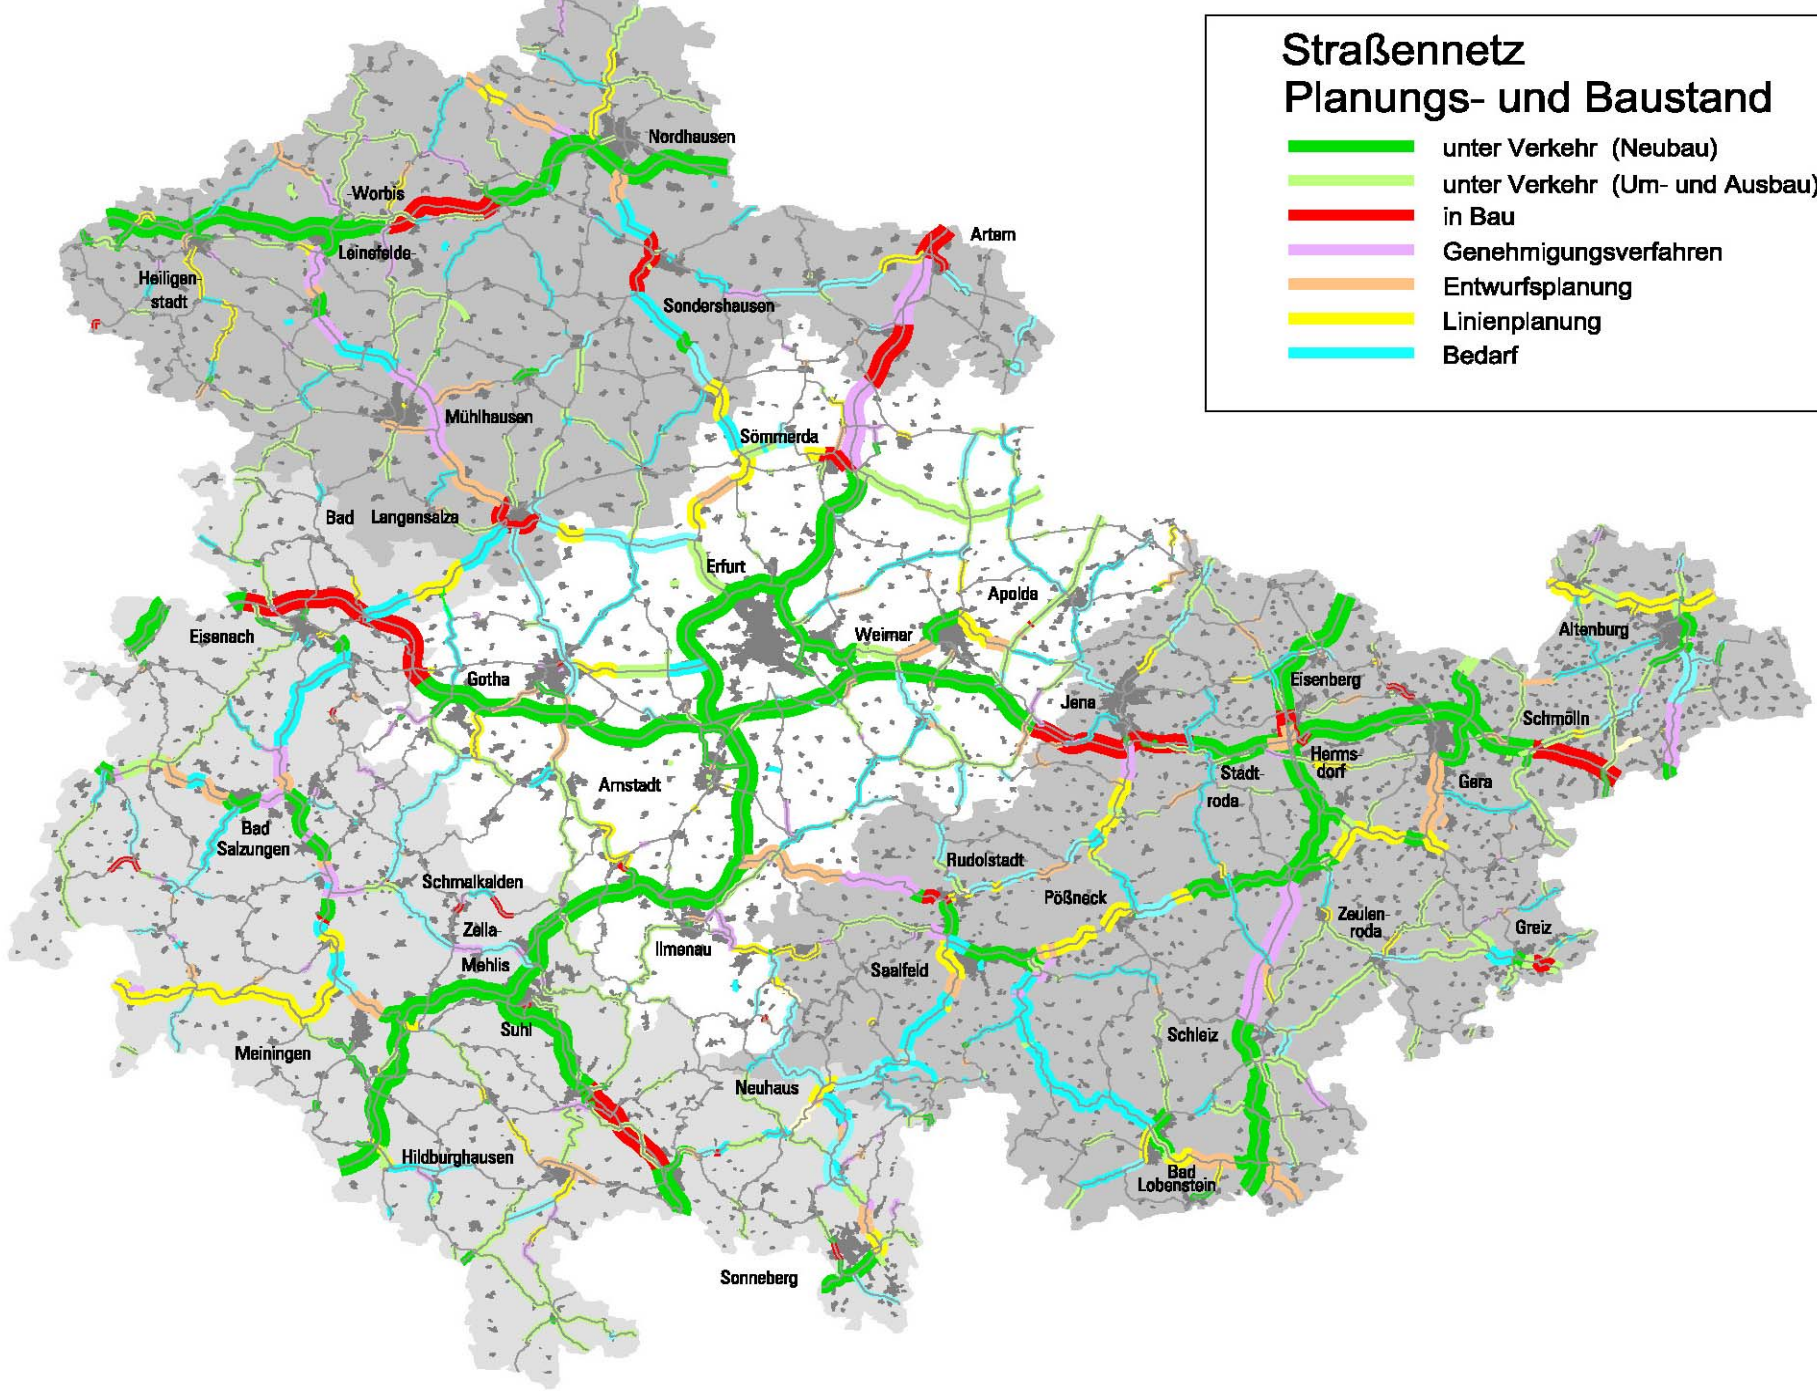 Straßennetz
Planungs- und Baustand
unter Verkehr (Neubau)
unter Verkehr (Um- und Ausbau)
in Bau
Genehmigungsverfahren
Entwurfsplanung
Linienplanung
Bedarf
Nordhausen
-Worbis
Leinefelde-
Artern
Heiligen-
stadt
Sondershausen
Mühlhausen
Sömmerda
Bad Langensalza
Erfurt
Apolda
Eisenach
Weimar
Altenburg
Gotha
Jena
Eisenberg
Schmölln
Arnstadt
Stadt-
roda
Herms-
dorf
Gera
Bad
Salzungen
Rudolstadt
Schmalkalden
Pößneck
Zella-
Mehlis
Ilmenau
Zeulen-
roda
Greiz
Saalfeld
Suhl
Schleiz
Meiningen
Neuhaus
Hildburghausen
Bad
Lobenstein
Sonneberg